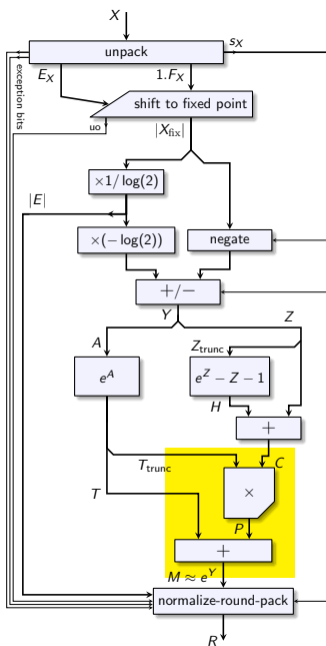 X
unpack
s_X
E_X
1.F_X
exception bits
shift to fixed point
uo
|X_fix|
×1/ log(2)
|E|
×(− log(2))
negate
+/−
Y
Z
A
Z_trunc
e^A
e^Z − Z − 1
H
+
T_trunc
C
×
T
P
+
M ≈ e^Y
normalize-round-pack
R